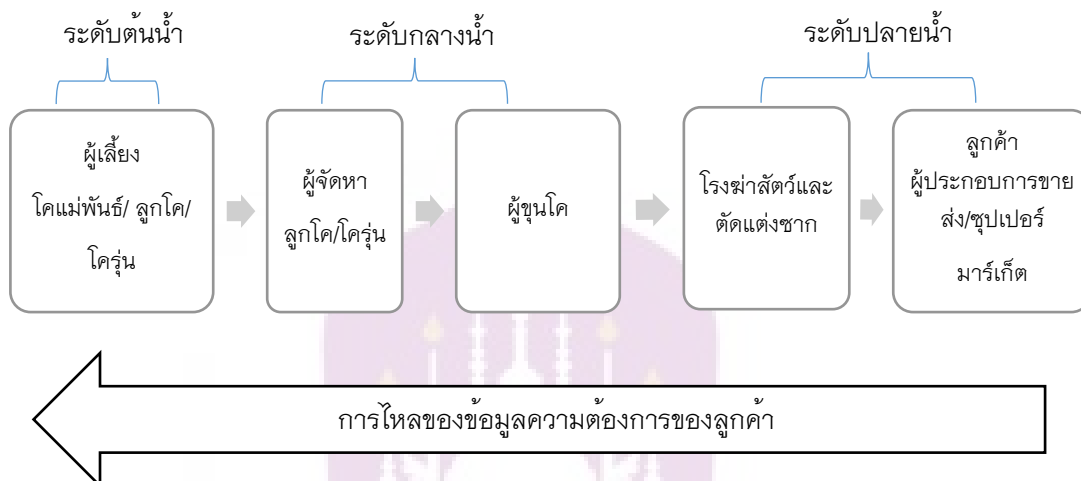 ระดับต้นน้ำ
ระดับกลางน้ำ
ระดับปลายน้ำ
ผู้เลี้ยง
โคแม่พันธุ์/ ลูกโค/
โครุ่น
ผู้จัดหา
ลูกโค/โครุ่น
ผู้ขุนโค
โรงฆ่าสัตว์และ
ตัดแต่งซาก
ลูกค้า
ผู้ประกอบการขาย
ส่ง/ซุปเปอร์
มาร์เก็ต
การไหลของข้อมูลความต้องการของลูกค้า